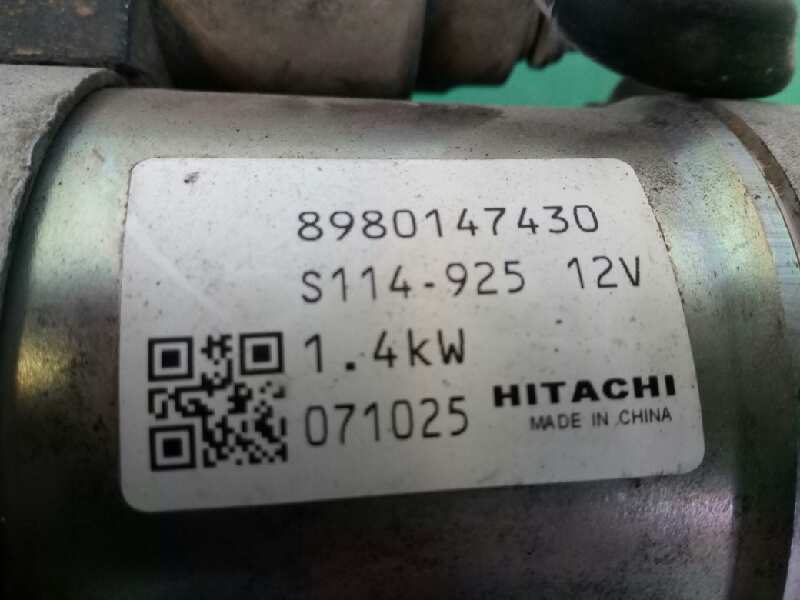 8980147430
S114-925 12V
1.4kW
071025 HITACHI
MADE IN CHINA